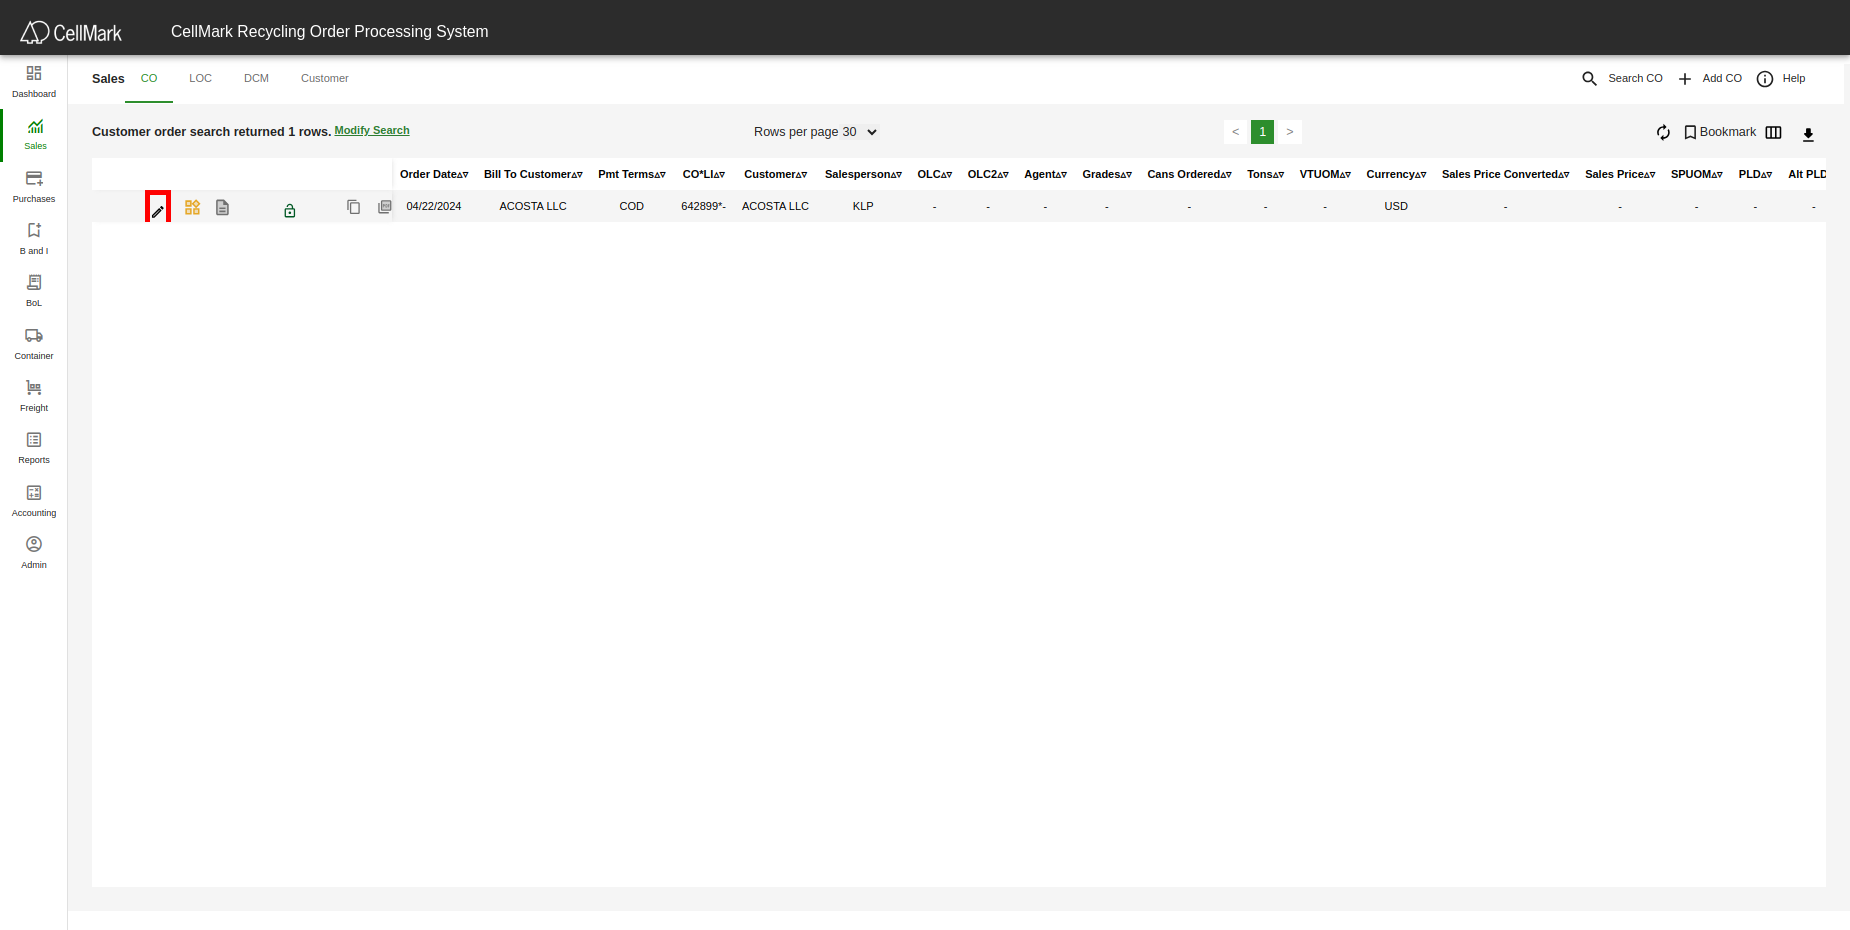 CellMark
CellMark Recycling Order Processing System
Dashboard
Sales
Purchases
B and I
BoL
Container
Freight
Reports
Accounting
Admin
Sales CO LOC DCM Customer
Search CO Add CO Help
Customer order search returned 1 rows. Modify Search
Rows per page 30
< 1 >
Bookmark
Order Date Bill To Customer Pmt Terms CO*LI Customer Salesperson OLC OLC2 Agent Grades Cans Ordered Tons VTUOM Currency Sales Price Converted Sales Price SPUOM PLD Alt PLD
04/22/2024 ACOSTA LLC COD 642899*- ACOSTA LLC KLP - - - - - - - USD - - - - -